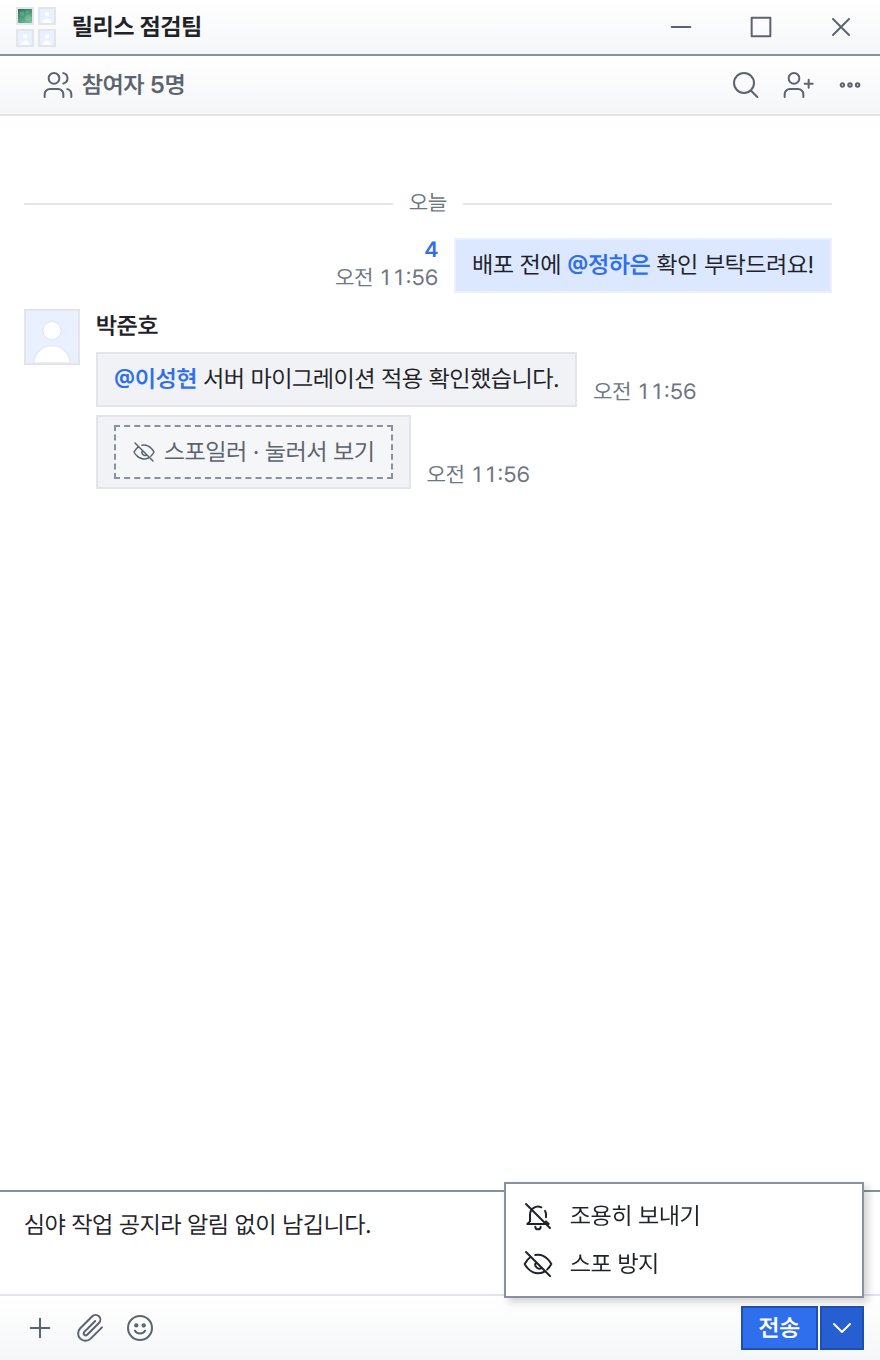 릴리스 점검팀
참여자 5명
오늘
4
오전 11:56
배포 전에 @정하은 확인 부탁드려요!
박준호
@이성현 서버 마이그레이션 적용 확인했습니다.
오전 11:56
스포일러 · 눌러서 보기
오전 11:56
심야 작업 공지라 알림 없이 남깁니다.
조용히 보내기
스포 방지
전송